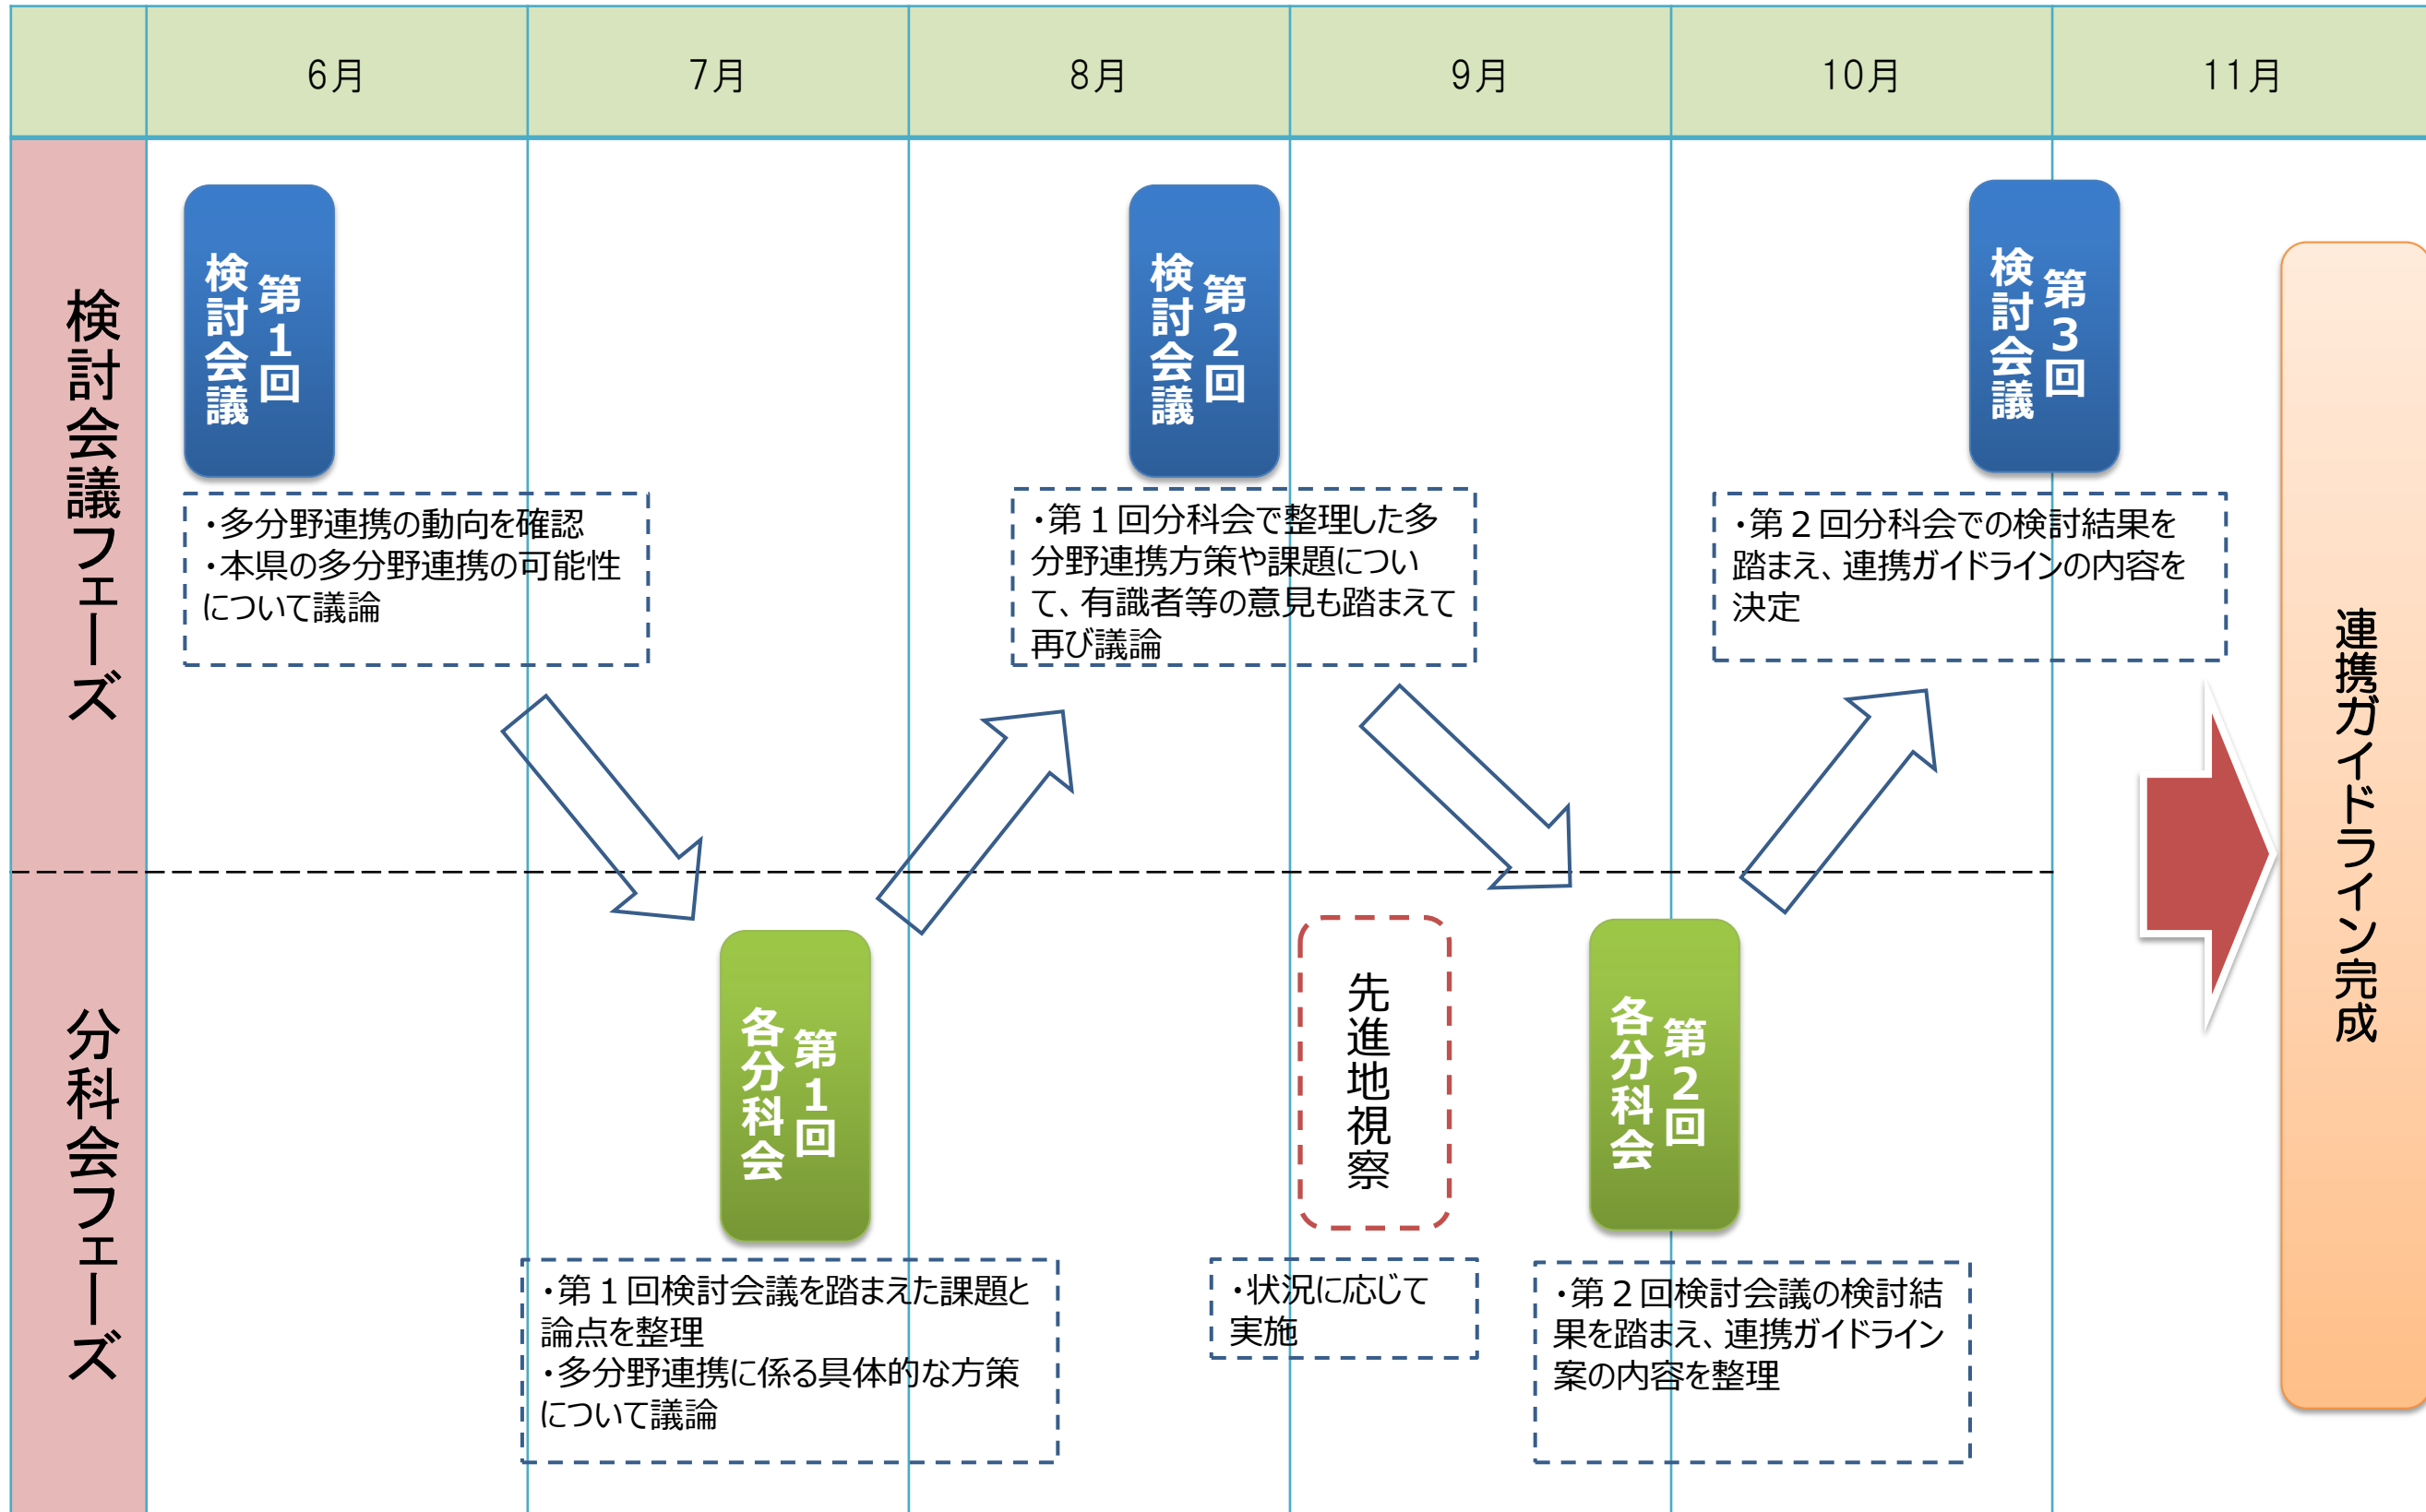 6月
7月
8月
9月
10月
11月
検討会議フェーズ
第1回
検討会議
・多分野連携の動向を確認
・本県の多分野連携の可能性
について議論
第2回
検討会議
・第1回分科会で整理した多
分野連携方策や課題につい
て、有識者等の意見も踏まえて
再び議論
第3回
検討会議
・第2回分科会での検討結果を
踏まえ、連携ガイドラインの内容を
決定
連携ガイドライン完成
分科会フェーズ
第1回
各分科会
・第1回検討会議を踏まえた課題と
論点を整理
・多分野連携に係る具体的な方策
について議論
先進地視察
・状況に応じて
実施
第2回
各分科会
・第2回検討会議の検討結
果を踏まえ、連携ガイドライン
案の内容を整理